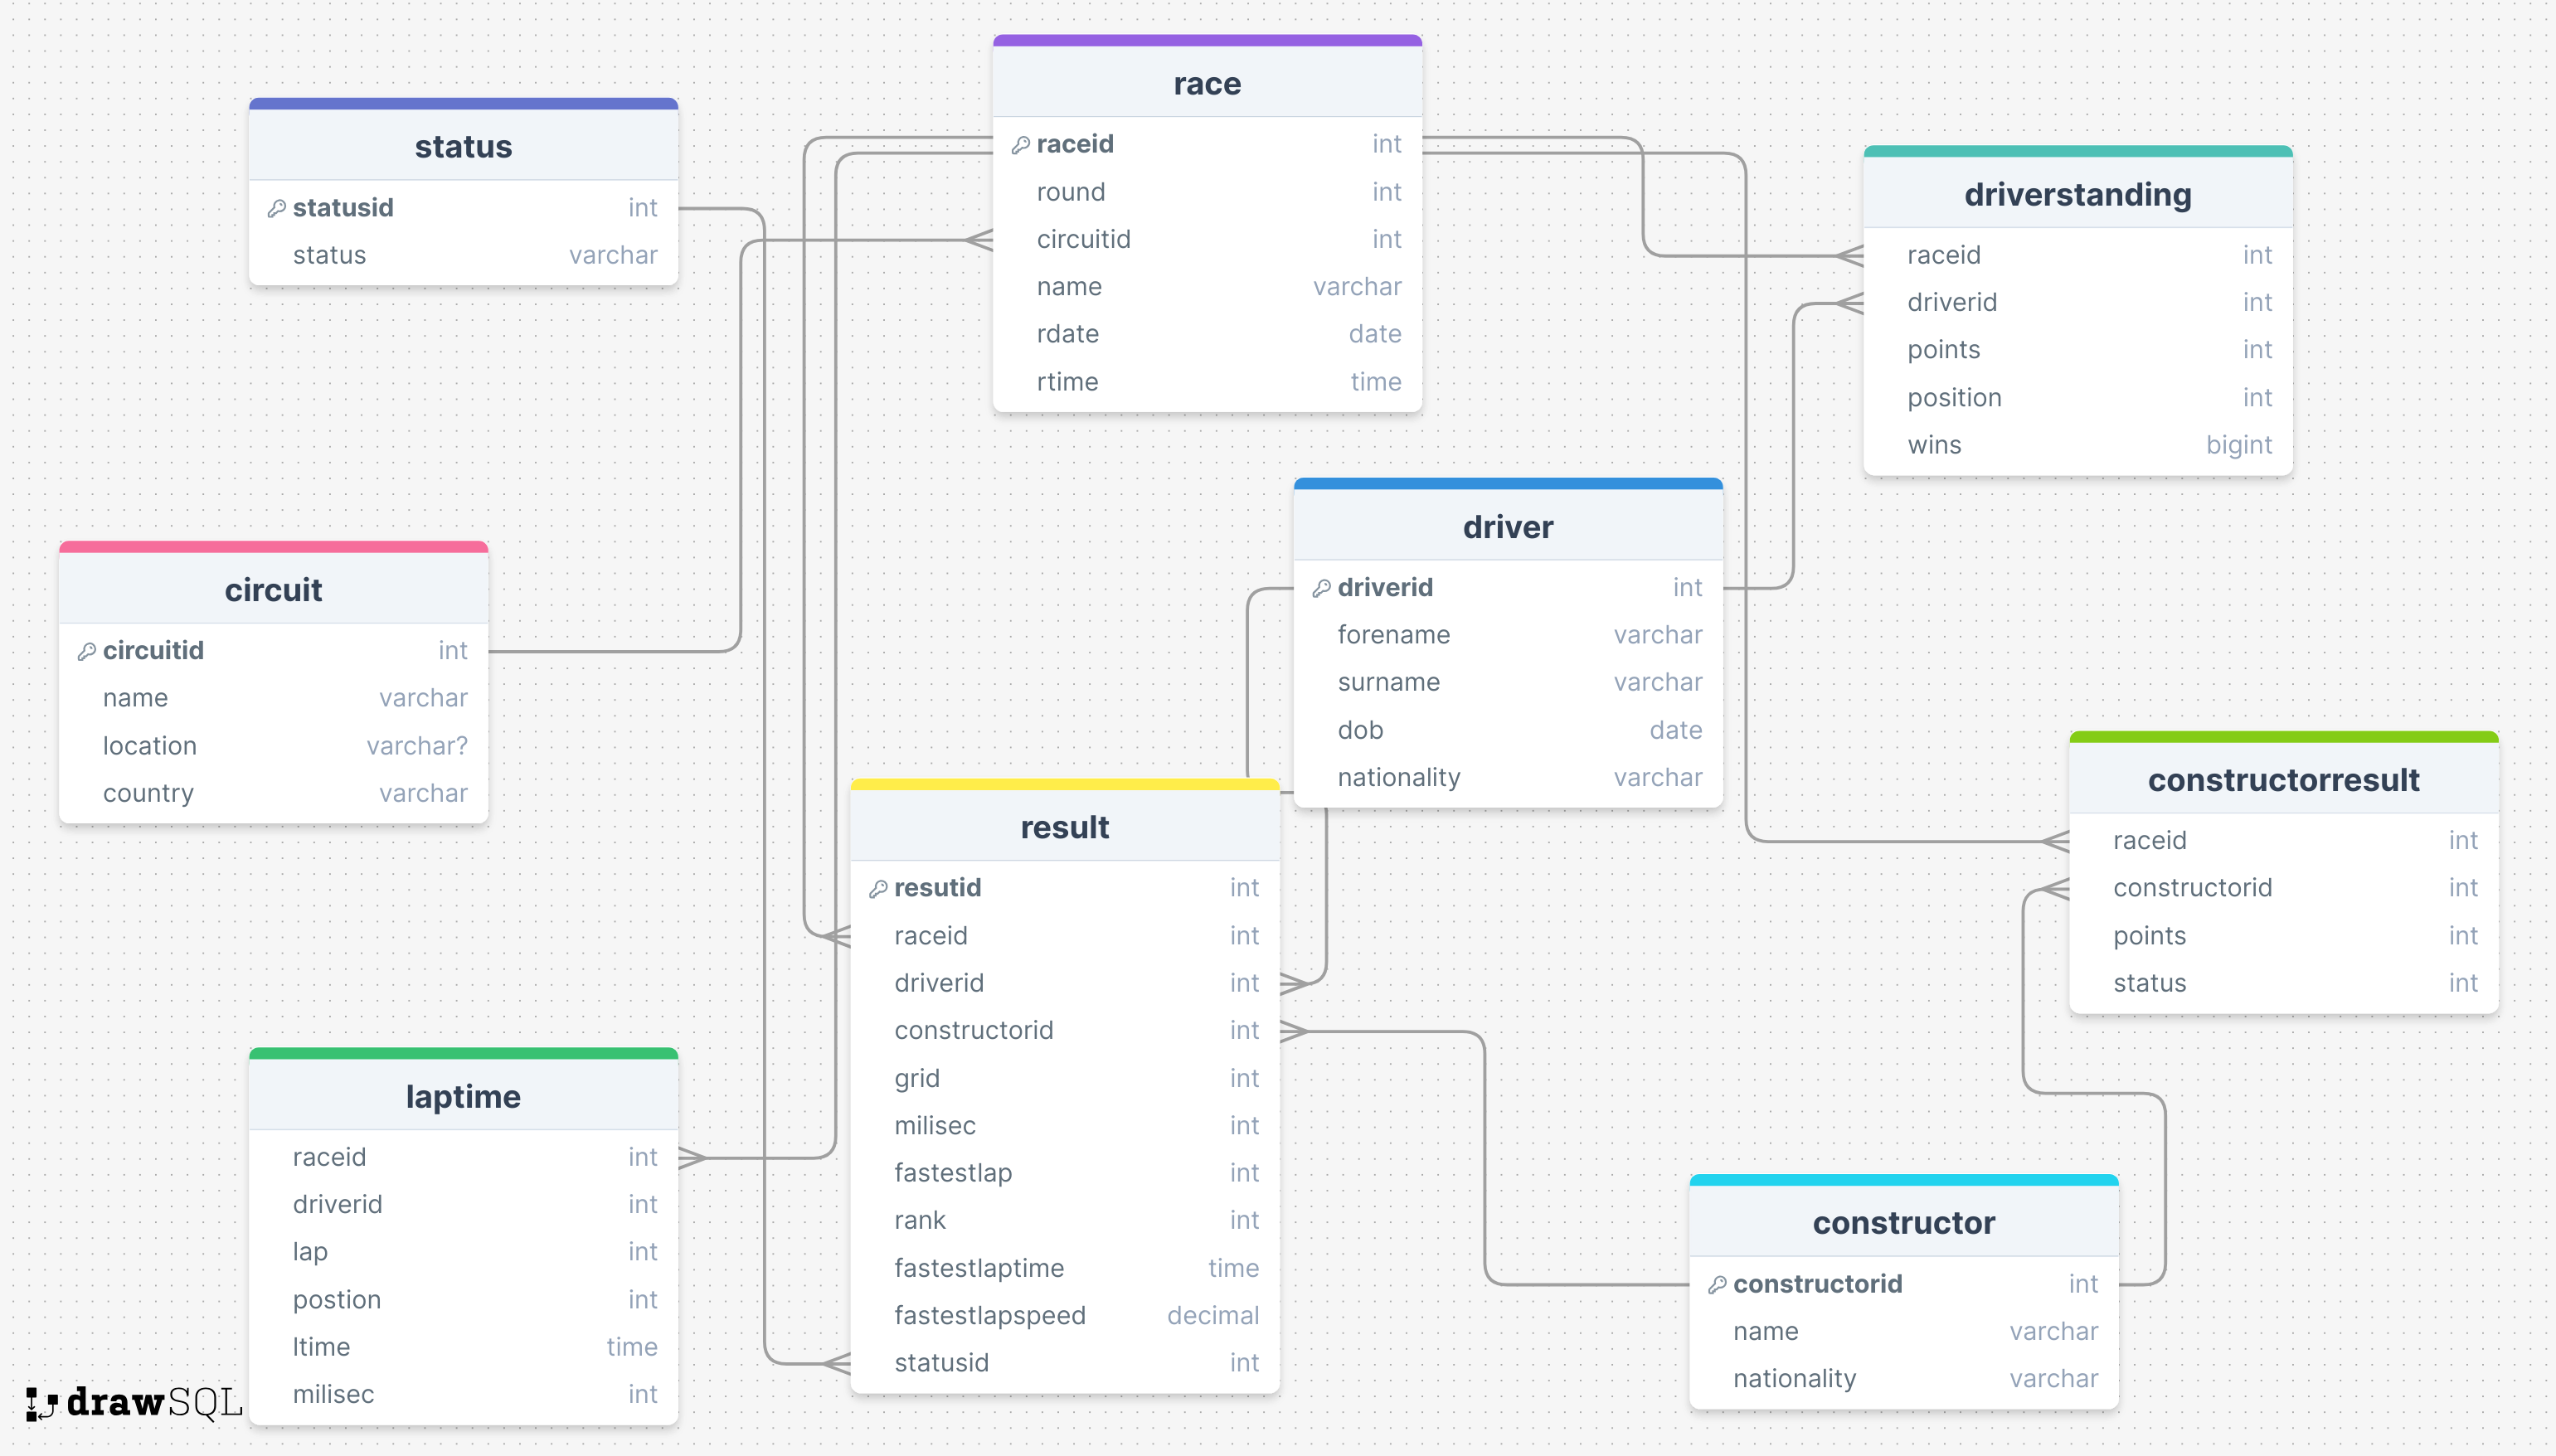 race
raceid int
round int
circuitid int
name varchar
rdate date
rtime time
status
statusid int
status varchar
driverstanding
raceid int
driverid int
points int
position int
wins bigint
driver
driverid int
forename varchar
surname varchar
dob date
nationality varchar
circuit
circuitid int
name varchar
location varchar?
country varchar
constructorresult
raceid int
constructorid int
points int
status int
result
resutid int
raceid int
driverid int
constructorid int
grid int
milisec int
fastestlap int
rank int
fastestlaptime time
fastestlapspeed decimal
statusid int
laptime
raceid int
driverid int
lap int
postion int
ltime time
milisec int
constructor
constructorid int
name varchar
nationality varchar
drawSQL